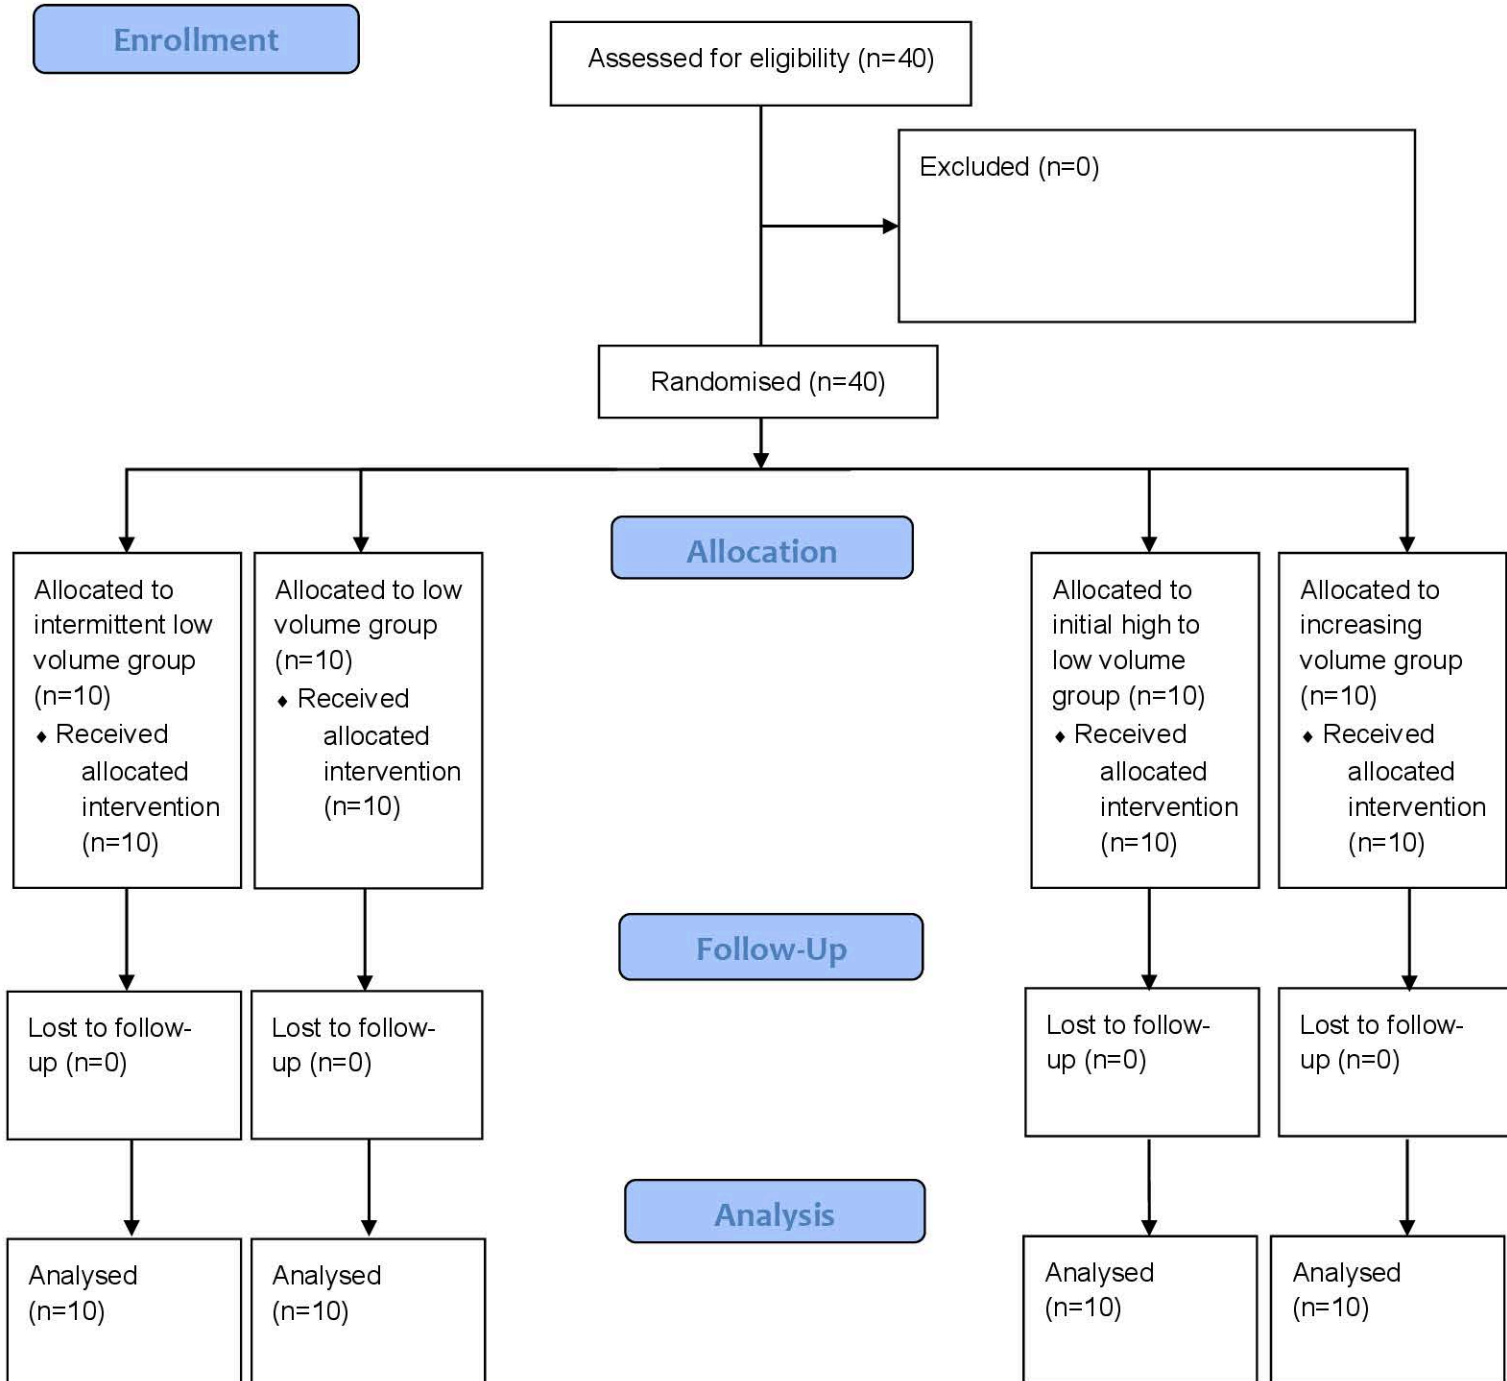 Enrollment
Assessed for eligibility (n=40)
Excluded (n=0)
Randomised (n=40)
Allocation
Allocated to
intermittent low
volume group
(n=10)
♦ Received
allocated
intervention
(n=10)
Allocated to low
volume group
(n=10)
♦ Received
allocated
intervention
(n=10)
Allocated to
initial high to
low volume
group (n=10)
♦ Received
allocated
intervention
(n=10)
Allocated to
increasing
volume group
(n=10)
♦ Received
allocated
intervention
(n=10)
Follow-Up
Lost to follow-
up (n=0)
Lost to follow-
up (n=0)
Lost to follow-
up (n=0)
Lost to follow-
up (n=0)
Analysis
Analysed
(n=10)
Analysed
(n=10)
Analysed
(n=10)
Analysed
(n=10)